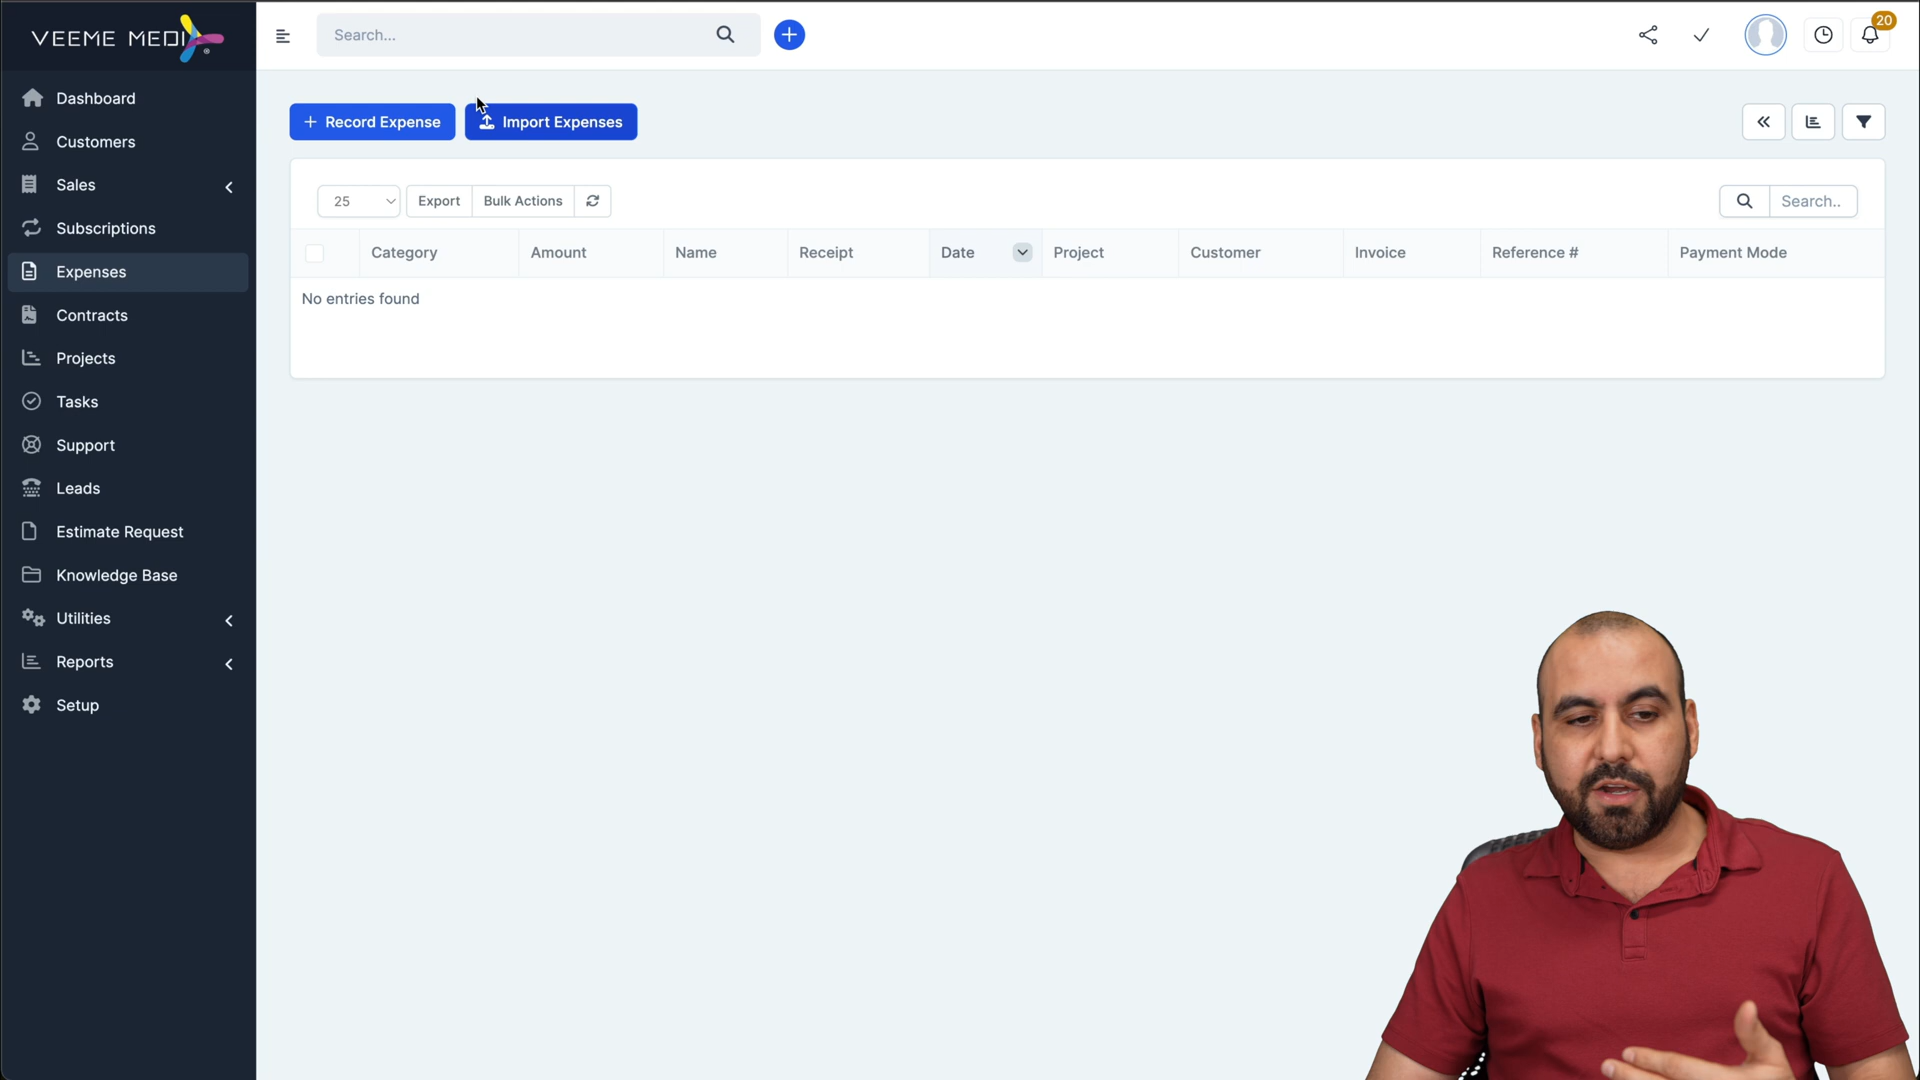 VEEME MEDI
Search...
20
Dashboard
Customers
Sales
Subscriptions
Expenses
Contracts
Projects
Tasks
Support
Leads
Estimate Request
Knowledge Base
Utilities
Reports
Setup
+ Record Expense
Import Expenses
25
Export
Bulk Actions
Search..
Category Amount Name Receipt Date Project Customer Invoice Reference # Payment Mode
No entries found